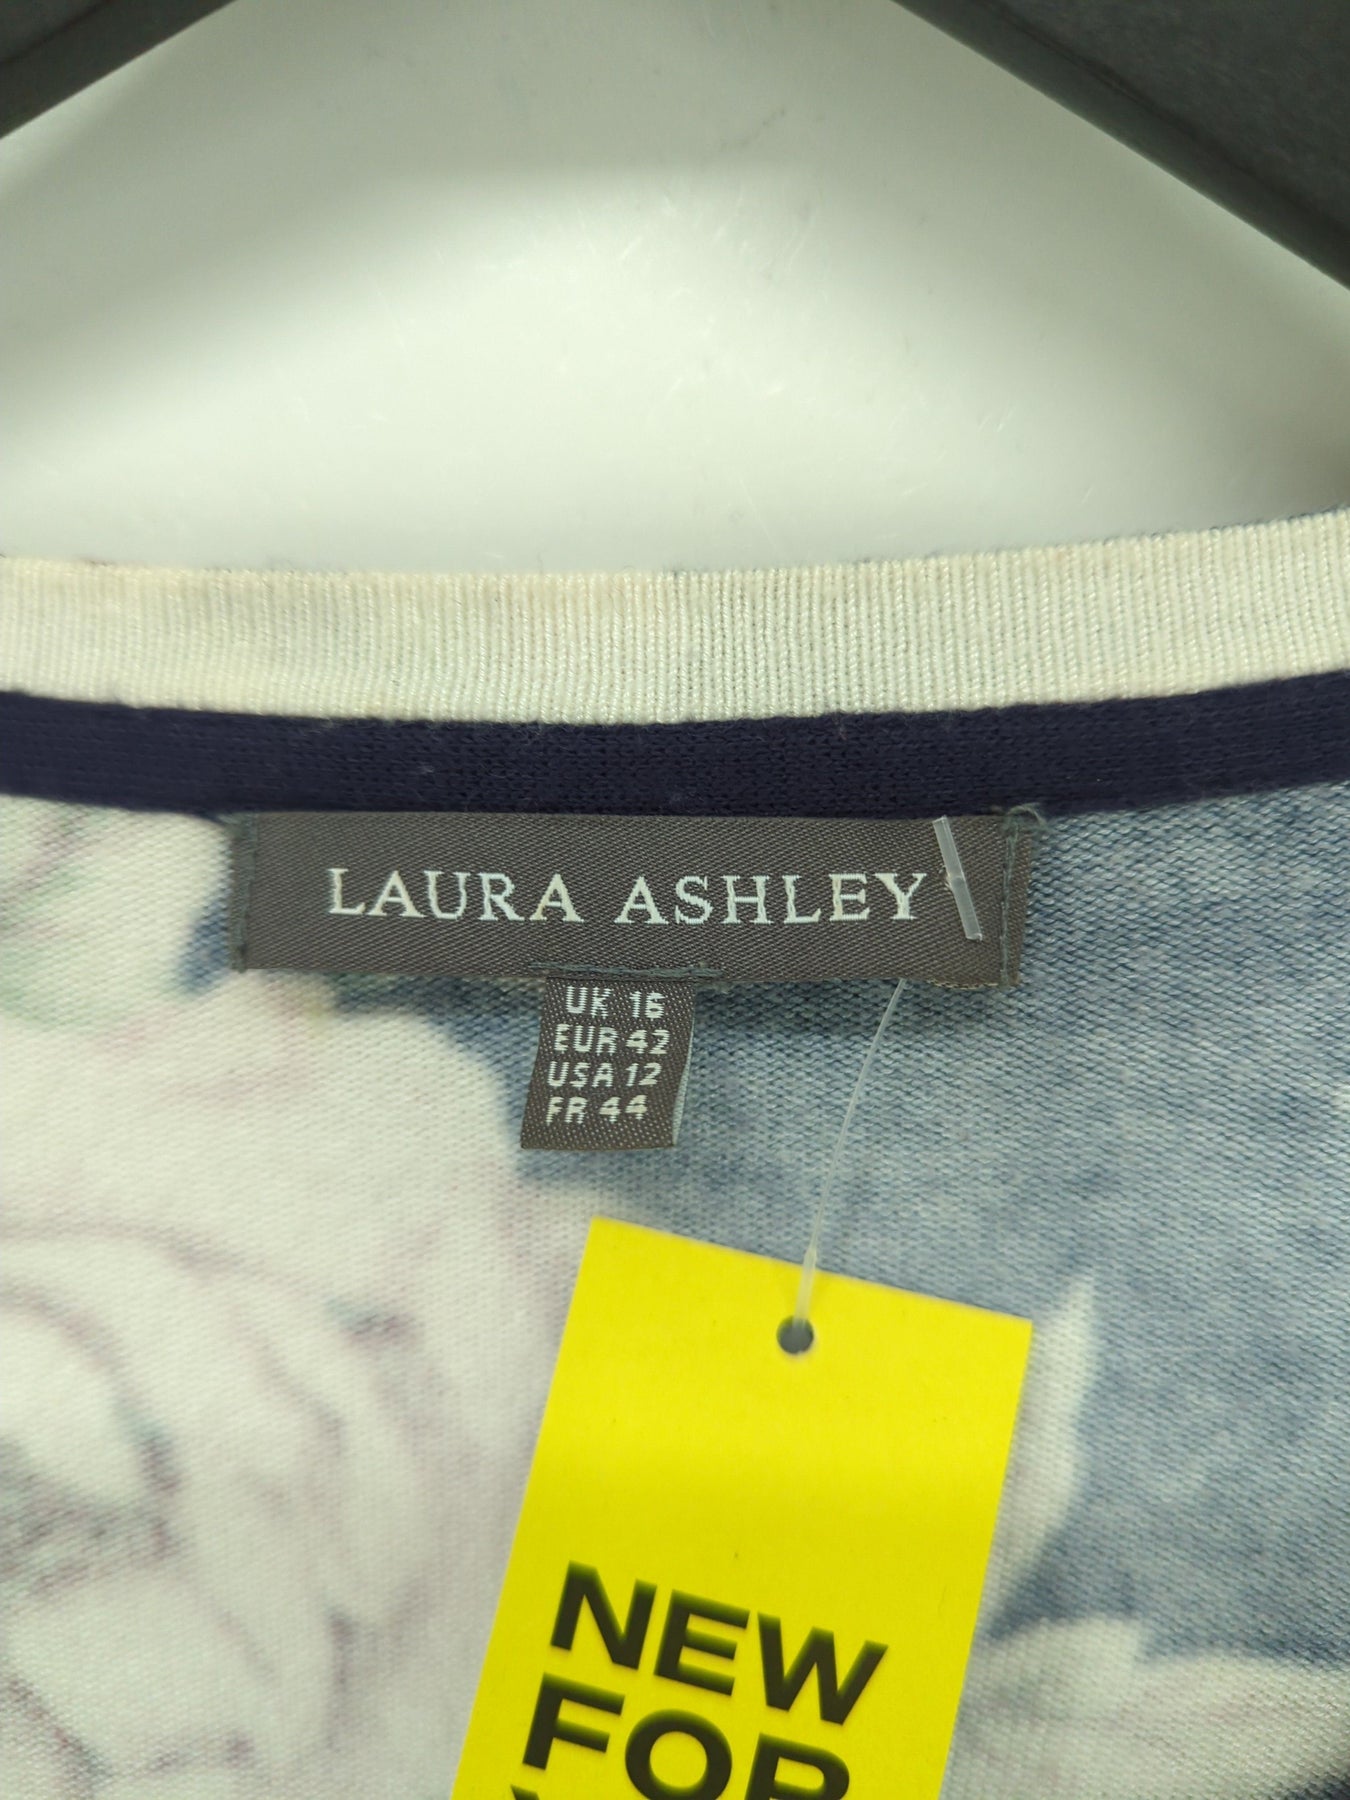 LAURA ASHLEY
UK 16
EUR 42
USA 12
FR 44
NEW
FOR